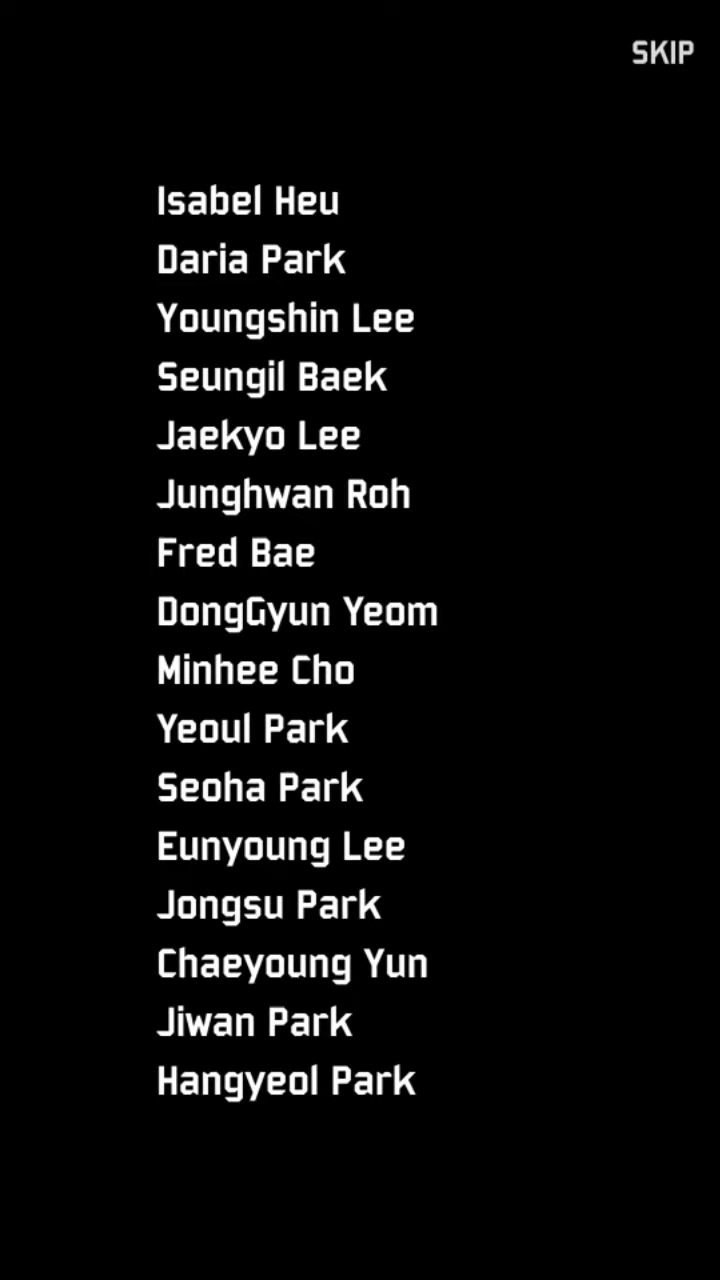 SKIP
Isabel Heu
Daria Park
Youngshin Lee
Seungil Baek
Jaekyo Lee
Junghwan Roh
Fred Bae
DongGyun Yeom
Minhee Cho
Yeoul Park
Seoha Park
Eunyoung Lee
Jongsu Park
Chaeyoung Yun
Jiwan Park
Hangyeol Park